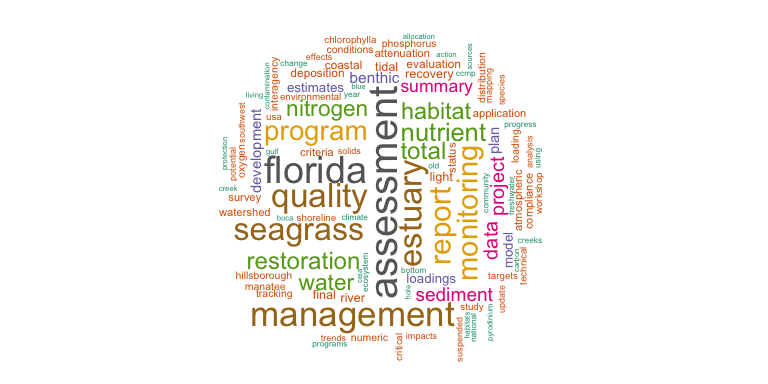 allocation
chlorophylla
phosphorus
conditions
attenuation
action
sources
effects
change
coastal
tidal
evaluation
ccmp
deposition
recovery
interagency
contamination
benthic
distribution
mapping
species
living
estimates
blue
year
summary
environmental
nitrogen
habitat
application
usa
program
assessment
nutrient
progress
southwest
development
criteria
solids
total
status
plan
loading
analysis
using
protection
potential
oxygen
gulf
florida
old
light
creek
quality
estuary
report
monitoring
community
project
freshwater
atmospheric
compliance
workshop
survey
watershed
boca
shoreline
climate
seagrass
data
model
carbon
creeks
technical
restoration
ceia
ecosystem
bottom
hillsborough
water
loadings
targets
manatee
tracking
final
river
hole
sediment
update
management
study
suspended
habitats
national
pyrodinium
trends
numeric
critical
impacts
programs